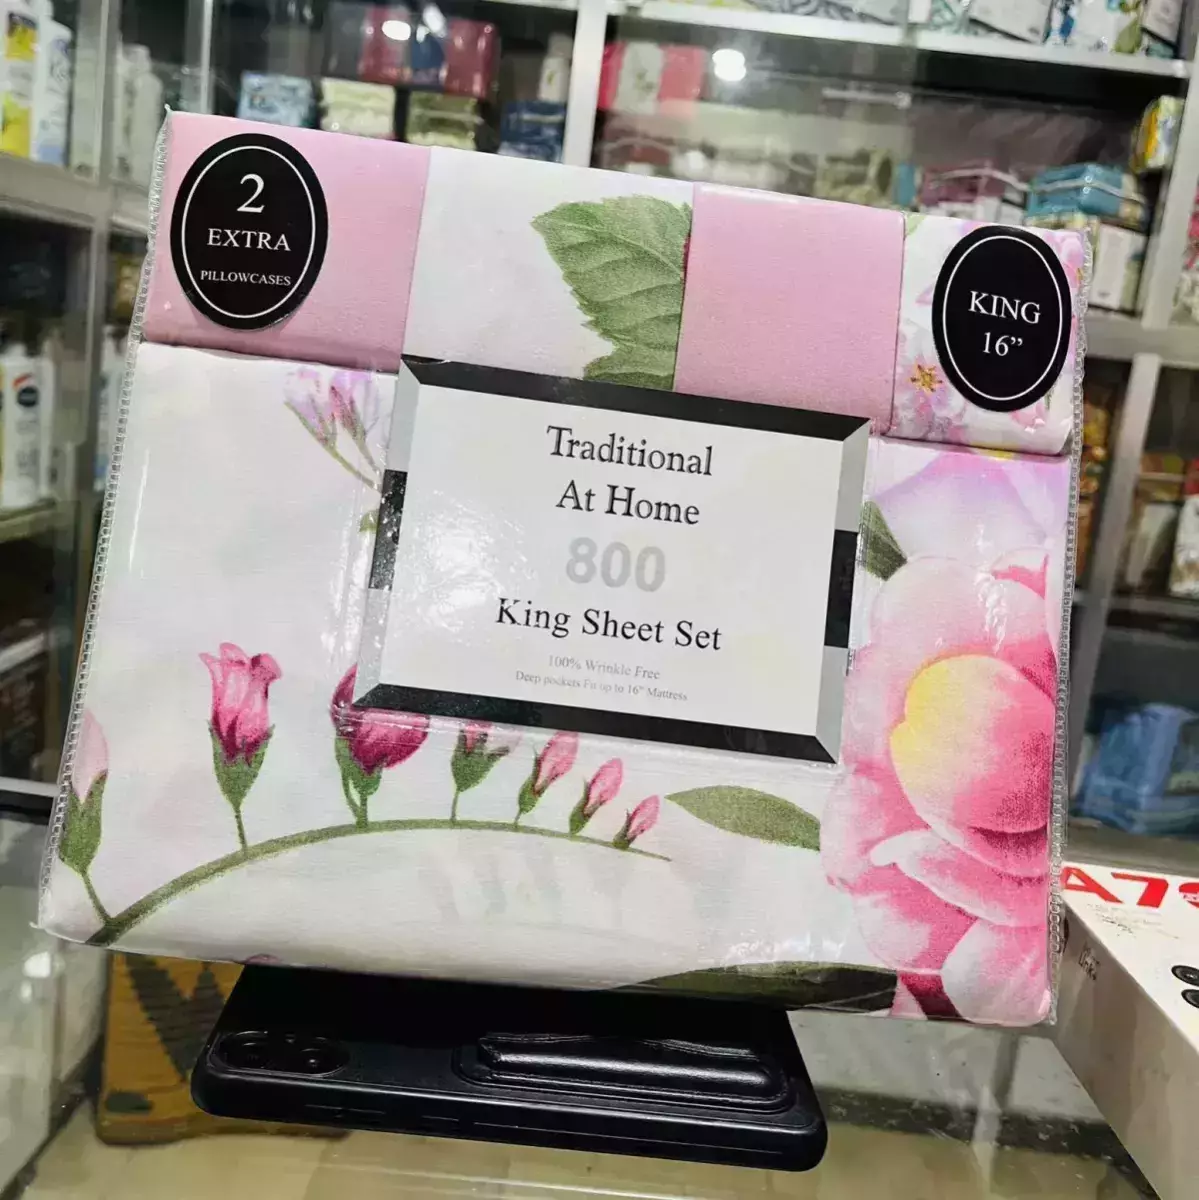 2
EXTRA
PILLOWCASES
KING
16”
Traditional
At Home
800
King Sheet Set
100% Wrinkle Free
Deep pockets Fit up to 16" Mattress
A7